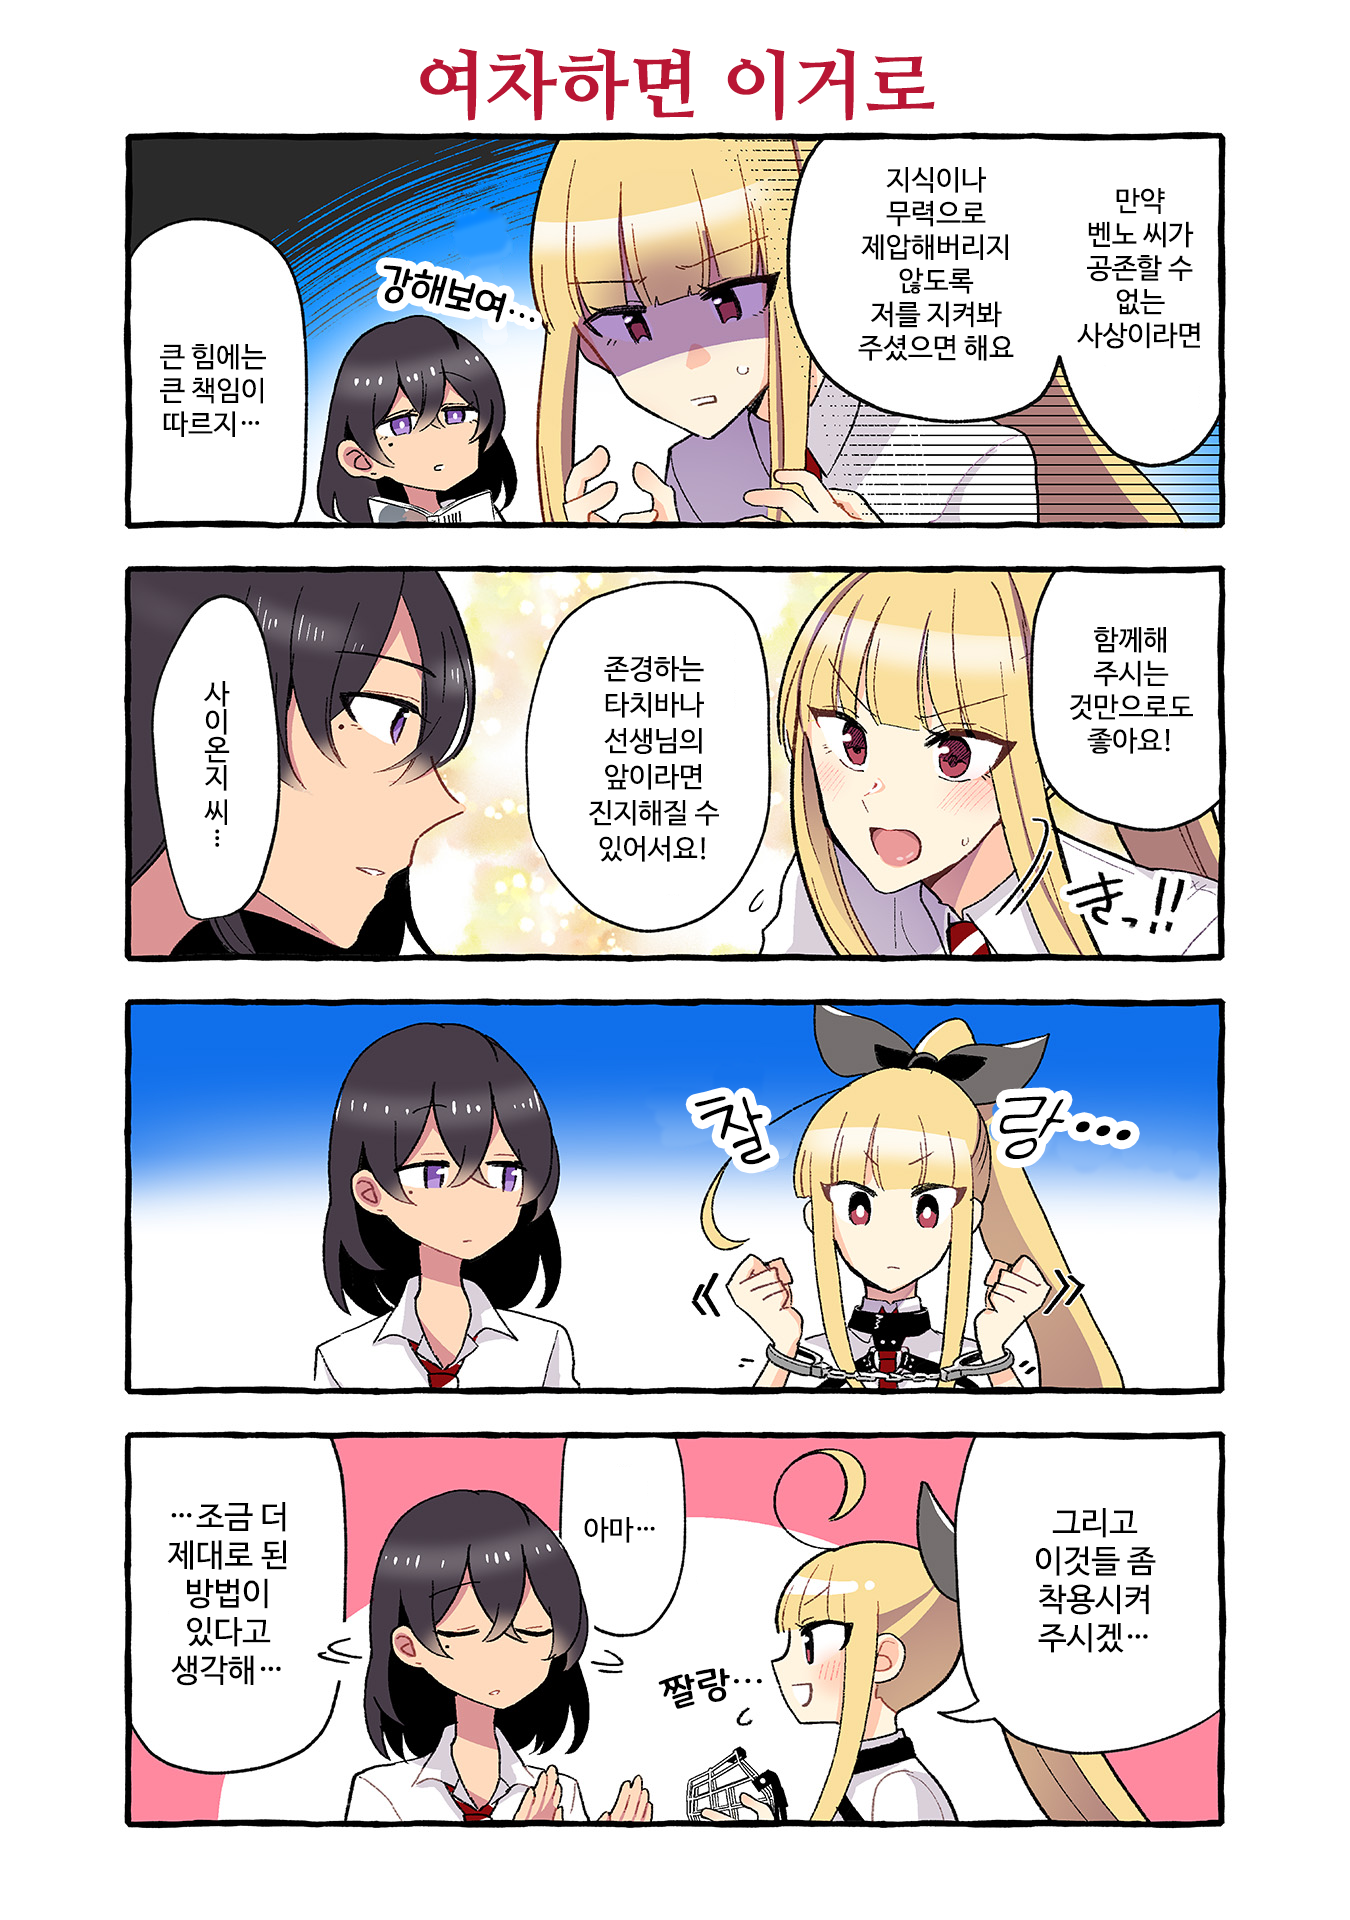 여차하면 이거로
만약
벤노 씨가
공존할 수
없는
사상이라면
지식이나
무력으로
제압해버리지
않도록
저를 지켜봐
주셨으면 해요
강해보여…
큰 힘에는
큰 책임이
따르지…
함께해
주시는
것만으로도
좋아요!
きっ!!
존경하는
타치바나
선생님의
앞이라면
진지해질 수
있어서요!
사이온지 씨…
찰랑…
그리고
이것들 좀
착용시켜
주시겠…
짤랑…
아마…
…조금 더
제대로 된
방법이
있다고
생각해…